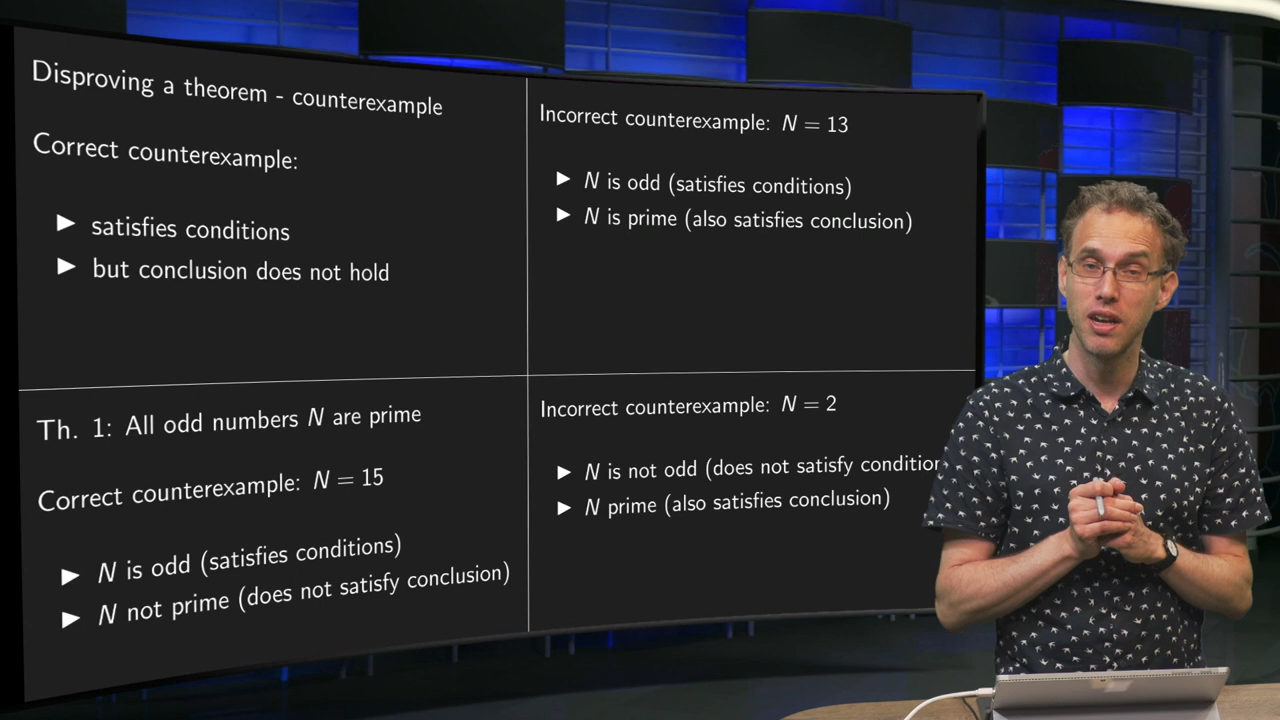 Disproving a theorem - counterexample
Correct counterexample:
▶ satisfies conditions
▶ but conclusion does not hold
Incorrect counterexample: N = 13
▶ N is odd (satisfies conditions)
▶ N is prime (also satisfies conclusion)
Th. 1: All odd numbers N are prime
Correct counterexample: N = 15
▶ N is odd (satisfies conditions)
▶ N not prime (does not satisfy conclusion)
Incorrect counterexample: N = 2
▶ N is not odd (does not satisfy condition
▶ N prime (also satisfies conclusion)